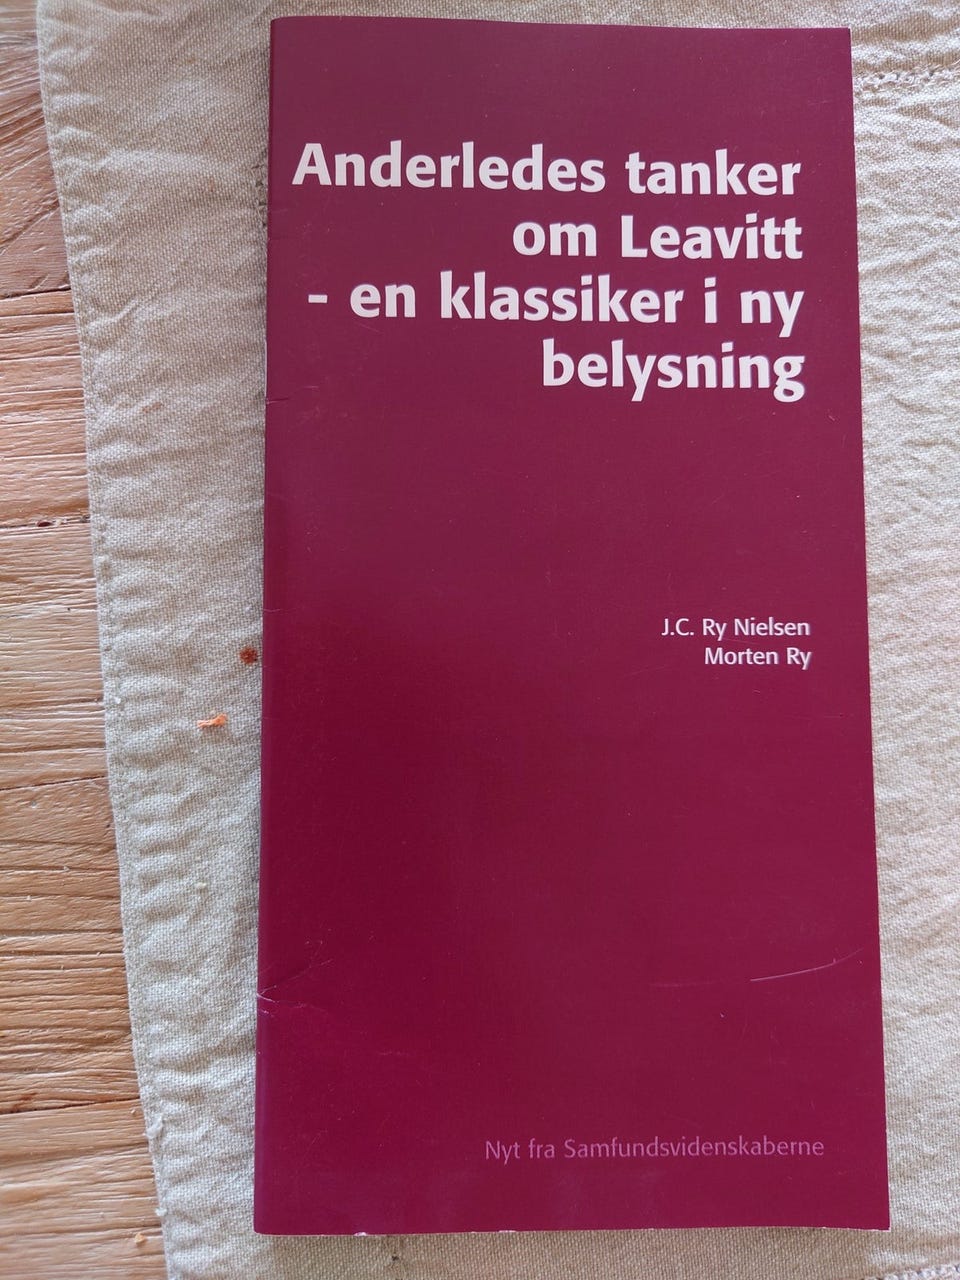 Anderledes tanker
om Leavitt
- en klassiker i ny
belysning
J.C. Ry Nielsen
Morten Ry
Nyt fra Samfundsvidenskaberne